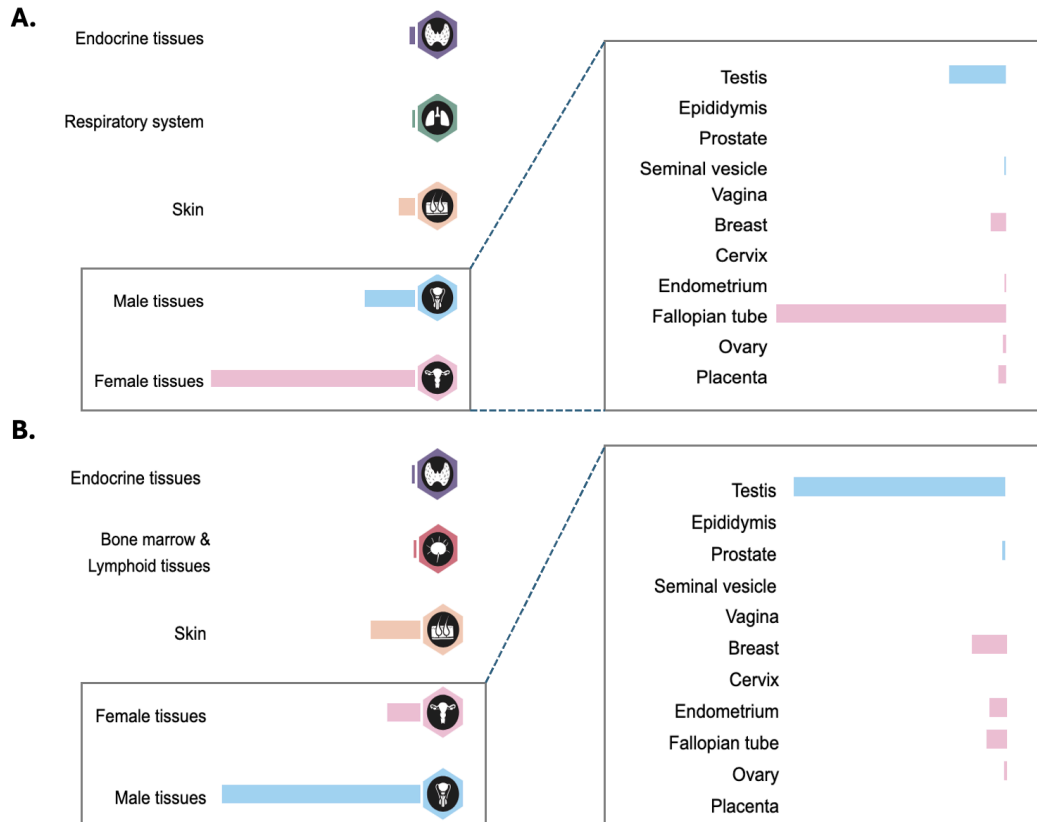 A.
Endocrine tissues
Respiratory system
Skin
Male tissues
Female tissues
Testis
Epididymis
Prostate
Seminal vesicle
Vagina
Breast
Cervix
Endometrium
Fallopian tube
Ovary
Placenta
B.
Endocrine tissues
Bone marrow &
Lymphoid tissues
Skin
Female tissues
Male tissues
Testis
Epididymis
Prostate
Seminal vesicle
Vagina
Breast
Cervix
Endometrium
Fallopian tube
Ovary
Placenta